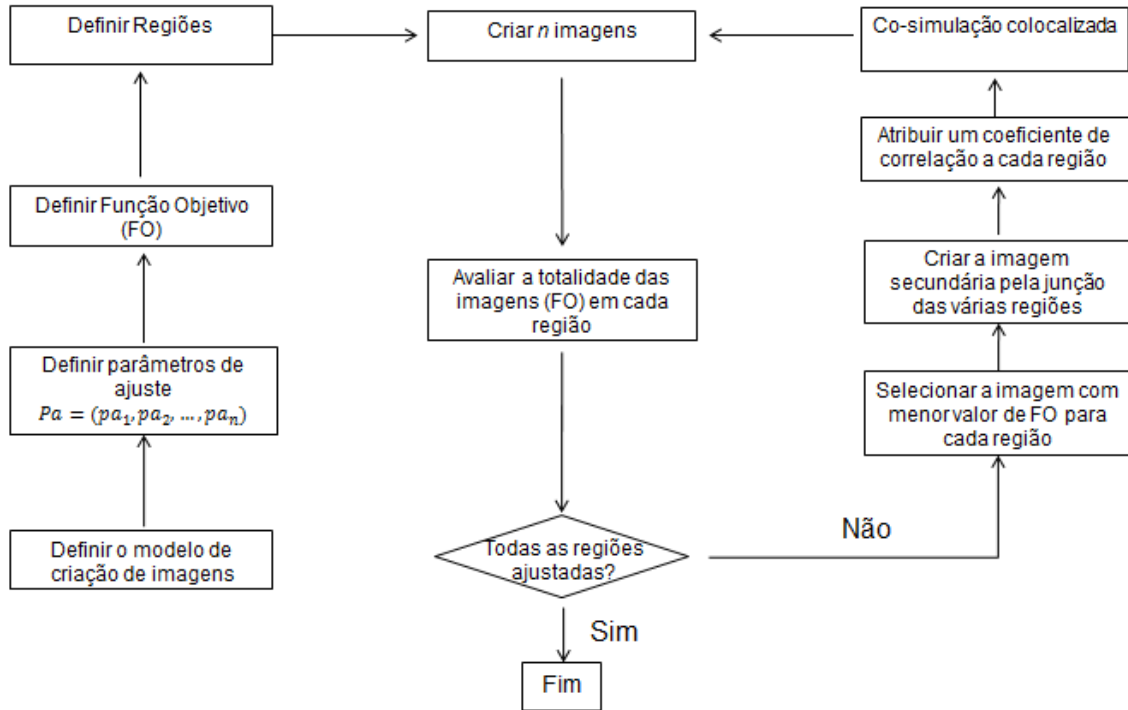 Definir Regiões
Criar n imagens
Co-simulação colocalizada
Atribuir um coeficiente de
correlação a cada região
Definir Função Objetivo
(FO)
Avaliar a totalidade das
imagens (FO) em cada
região
Criar a imagem
secundária pela junção
das várias regiões
Definir parâmetros de
ajuste
Pa = (pa₁, pa₂, ..., paₙ)
Selecionar a imagem com
menor valor de FO para
cada região
Definir o modelo de
criação de imagens
Todas as regiões
ajustadas?
Não
Sim
Fim